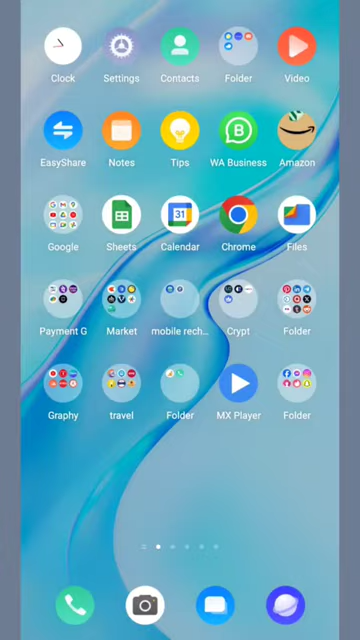 Clock Settings Contacts Folder Video
EasyShare Notes Tips WA Business Amazon
31
Google Sheets Calendar Chrome Files
Payment G Market mobile rech... Crypt Folder
Graphy travel Folder MX Player Folder